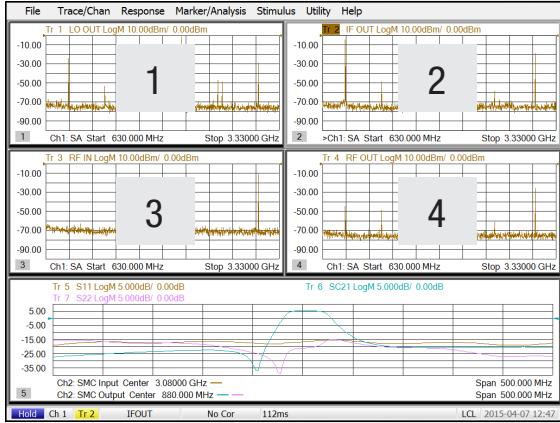 File Trace/Chan Response Marker/Analysis Stimulus Utility Help
Tr 1 LO OUT LogM 10.00dBm/ 0.00dBm
-10.00
-30.00
-50.00
-70.00
-90.00
1
1
Ch1: SA Start 630.000 MHz Stop 3.33000 GHz
Tr 2 IF OUT LogM 10.00dBm/ 0.00dBm
-10.00
-30.00
-50.00
-70.00
-90.00
2
2
>Ch1: SA Start 630.000 MHz Stop 3.33000 GHz
Tr 3 RF IN LogM 10.00dBm/ 0.00dBm
-10.00
-30.00
-50.00
-70.00
-90.00
3
3
Ch1: SA Start 630.000 MHz Stop 3.33000 GHz
Tr 4 RF OUT LogM 10.00dBm/ 0.00dBm
-10.00
-30.00
-50.00
-70.00
-90.00
4
4
Ch1: SA Start 630.000 MHz Stop 3.33000 GHz
Tr 5 S11 LogM 5.000dB/ 0.00dB
Tr 6 SC21 LogM 5.000dB/ 0.00dB
Tr 7 S22 LogM 5.000dB/ 0.00dB
5.00
-5.00
-15.00
-25.00
-35.00
5
Ch2: SMC Input Center 3.08000 GHz Span 500.000 MHz
Ch2: SMC Output Center 880.000 MHz Span 500.000 MHz
Hold Ch 1 Tr 2 IFOUT No Cor 112ms LCL 2015-04-07 12:47